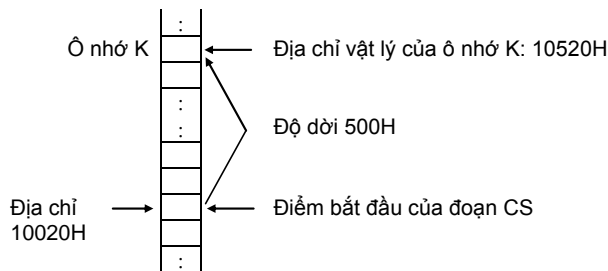 :
Ô nhớ K
Địa chỉ vật lý của ô nhớ K: 10520H
:
:
Độ dời 500H
Địa chỉ
10020H
Điểm bắt đầu của đoạn CS
: